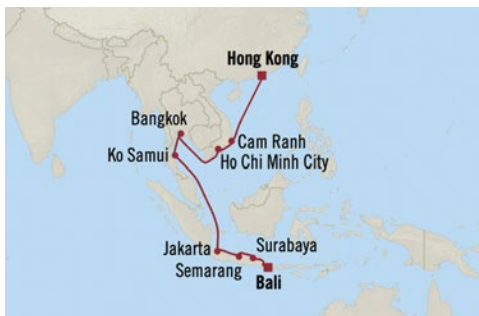 Hong Kong
Bangkok
Cam Ranh
Ko Samui
Ho Chi Minh City
Jakarta
Surabaya
Semarang
Bali